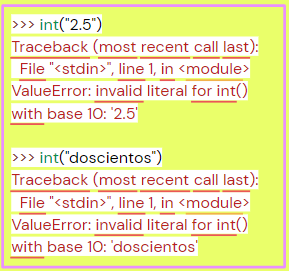 >>> int("2.5")
Traceback (most recent call last):
File "<stdin>", line 1, in <module>
ValueError: invalid literal for int()
with base 10: '2.5'
>>> int("doscientos")
Traceback (most recent call last):
File "<stdin>", line 1, in <module>
ValueError: invalid literal for int()
with base 10: 'doscientos'